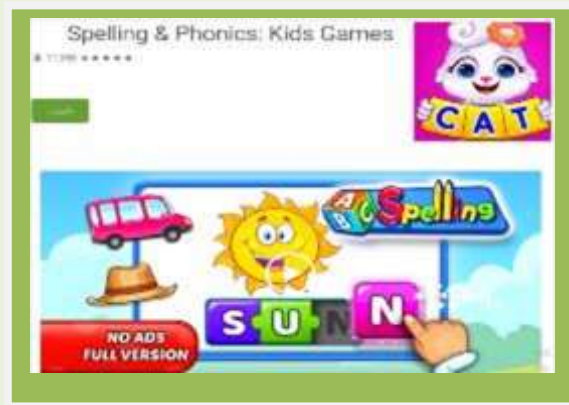 Spelling & Phonics: Kids Games
CAT
ABC Spelling
SUN N
NO ADS
FULL VERSION